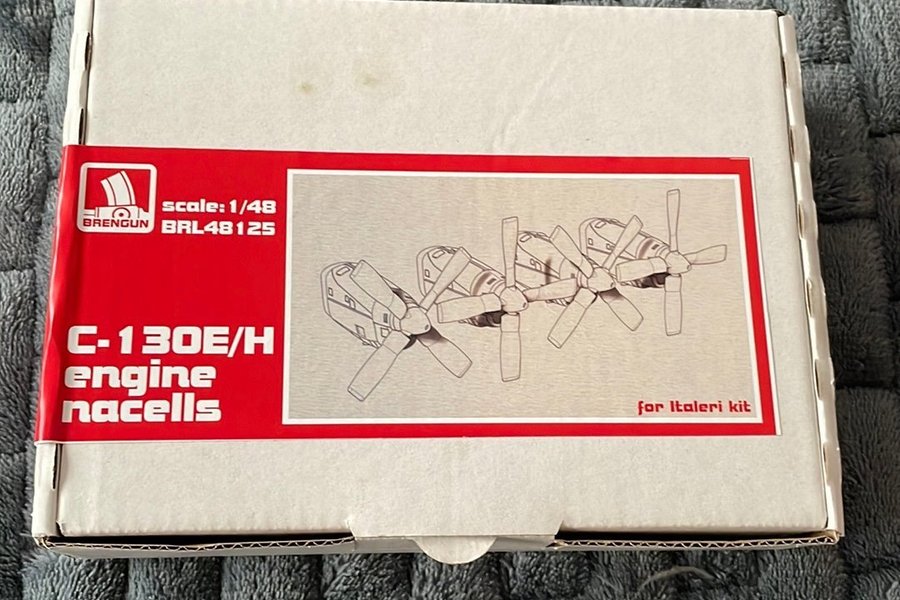 BRENGUN
scale: 1/48
BRL48125
C-130E/H
engine
nacells
for Italeri kit